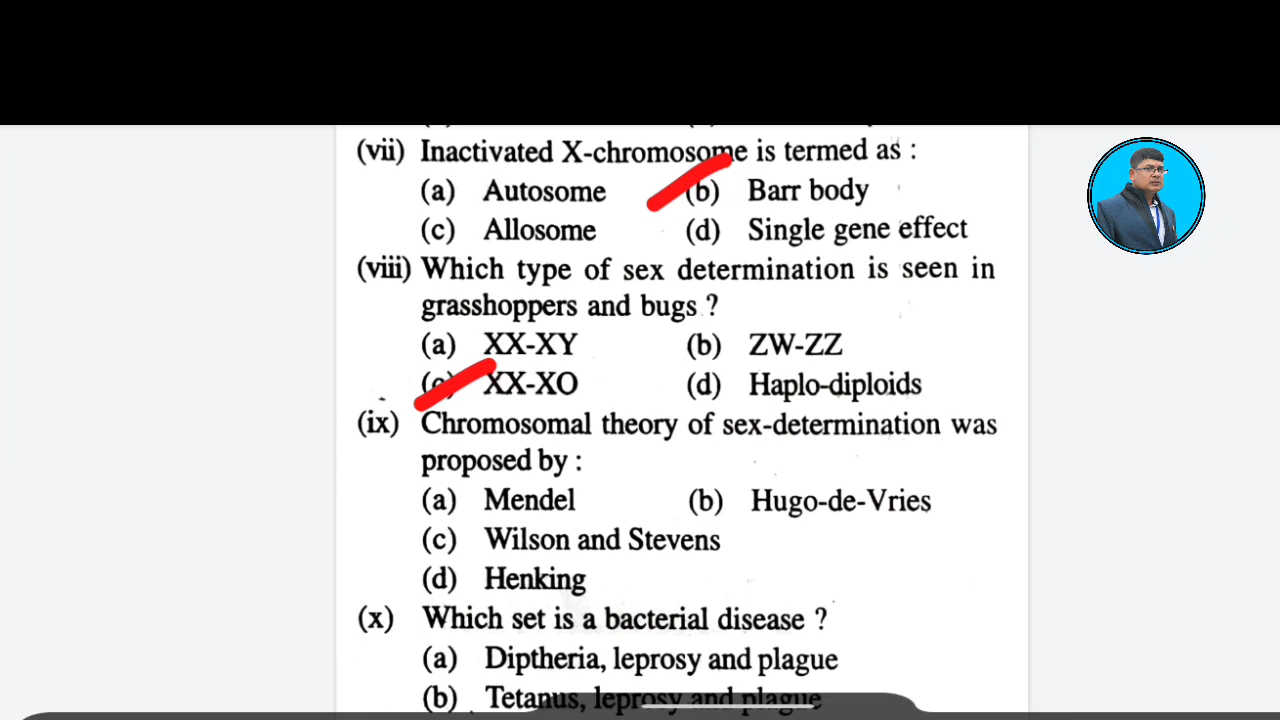 (vii) Inactivated X-chromosome is termed as :
(a) Autosome (b) Barr body
(c) Allosome (d) Single gene effect
(viii) Which type of sex determination is seen in
grasshoppers and bugs ?
(a) XX-XY (b) ZW-ZZ
(c) XX-XO (d) Haplo-diploids
(ix) Chromosomal theory of sex-determination was
proposed by :
(a) Mendel (b) Hugo-de-Vries
(c) Wilson and Stevens
(d) Henking
(x) Which set is a bacterial disease ?
(a) Diptheria, leprosy and plague
(b) Tetanus, leprosy and plague